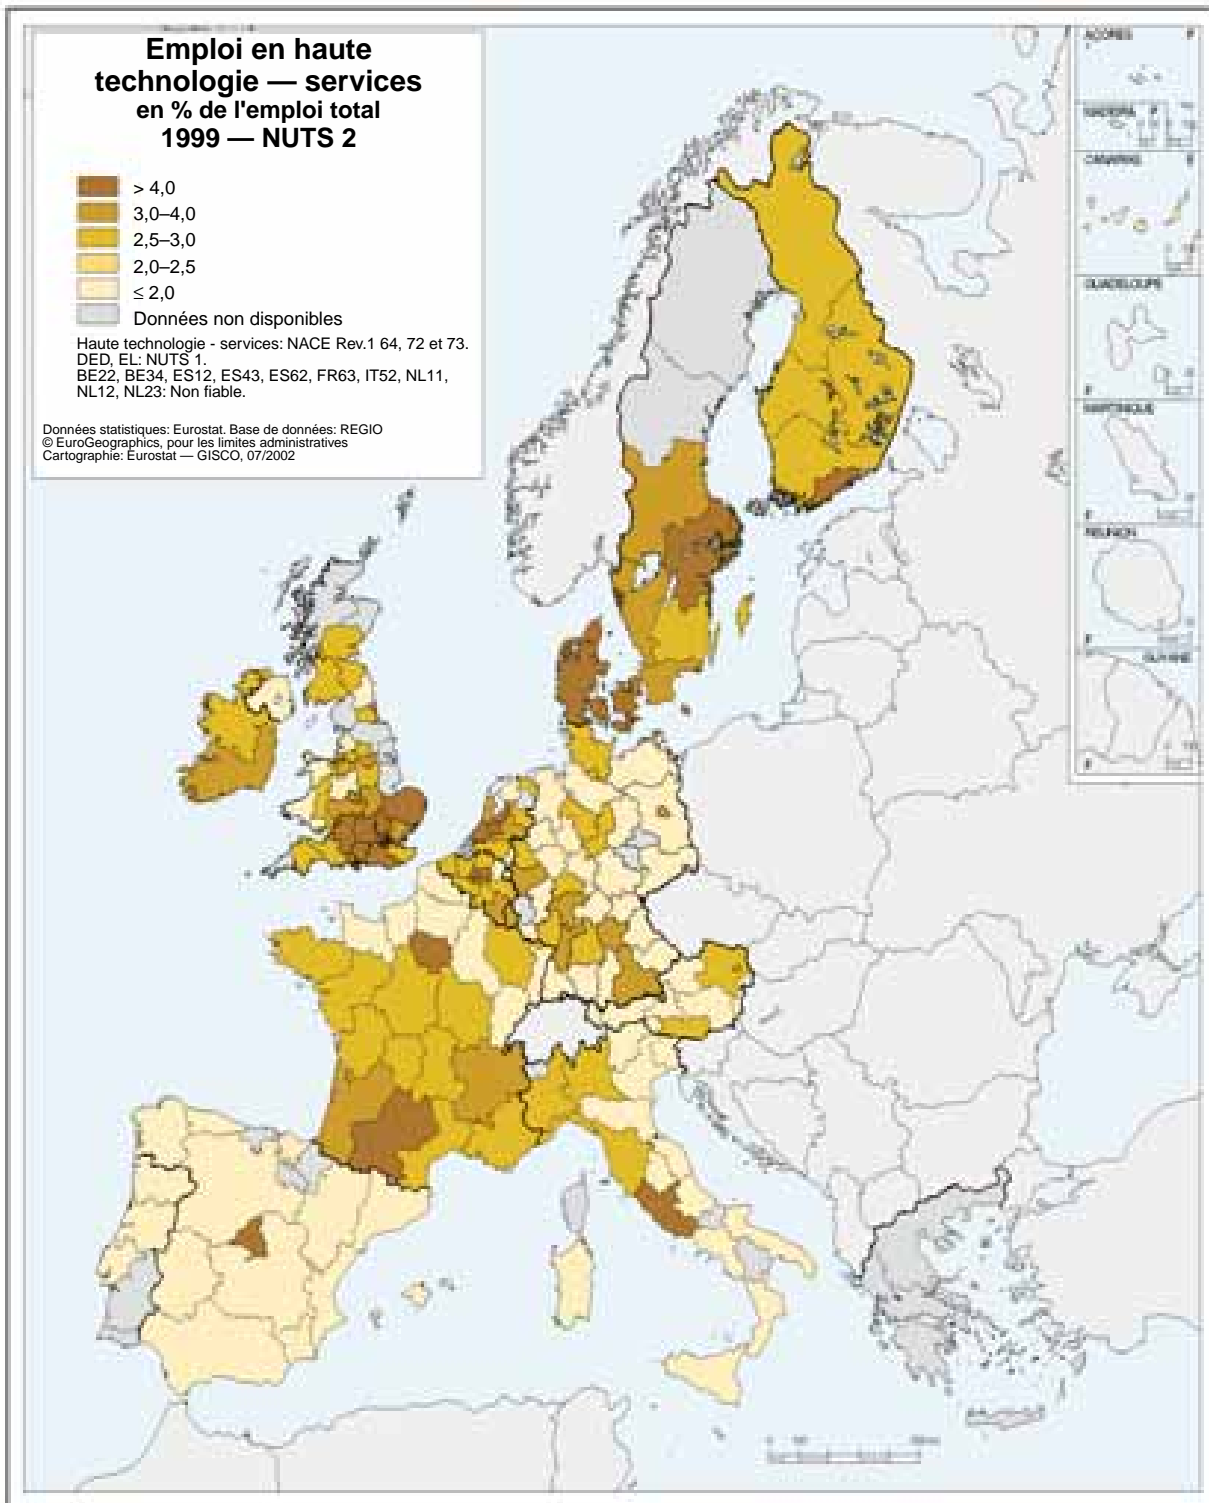 Emploi en haute
technologie — services
en % de l'emploi total
1999 — NUTS 2
> 4,0
3,0–4,0
2,5–3,0
2,0–2,5
≤ 2,0
Données non disponibles
Haute technologie - services: NACE Rev.1 64, 72 et 73.
DED, EL: NUTS 1.
BE22, BE34, ES12, ES43, ES62, FR63, IT52, NL11,
NL12, NL23: Non fiable.
Données statistiques: Eurostat. Base de données: REGIO
© EuroGeographics, pour les limites administratives
Cartographie: Eurostat — GISCO, 07/2002
AÇORES P
MADEIRA P
CANARIAS E
GUADELOUPE
F
MARTINIQUE
F
REUNION
F
GUYANE
F